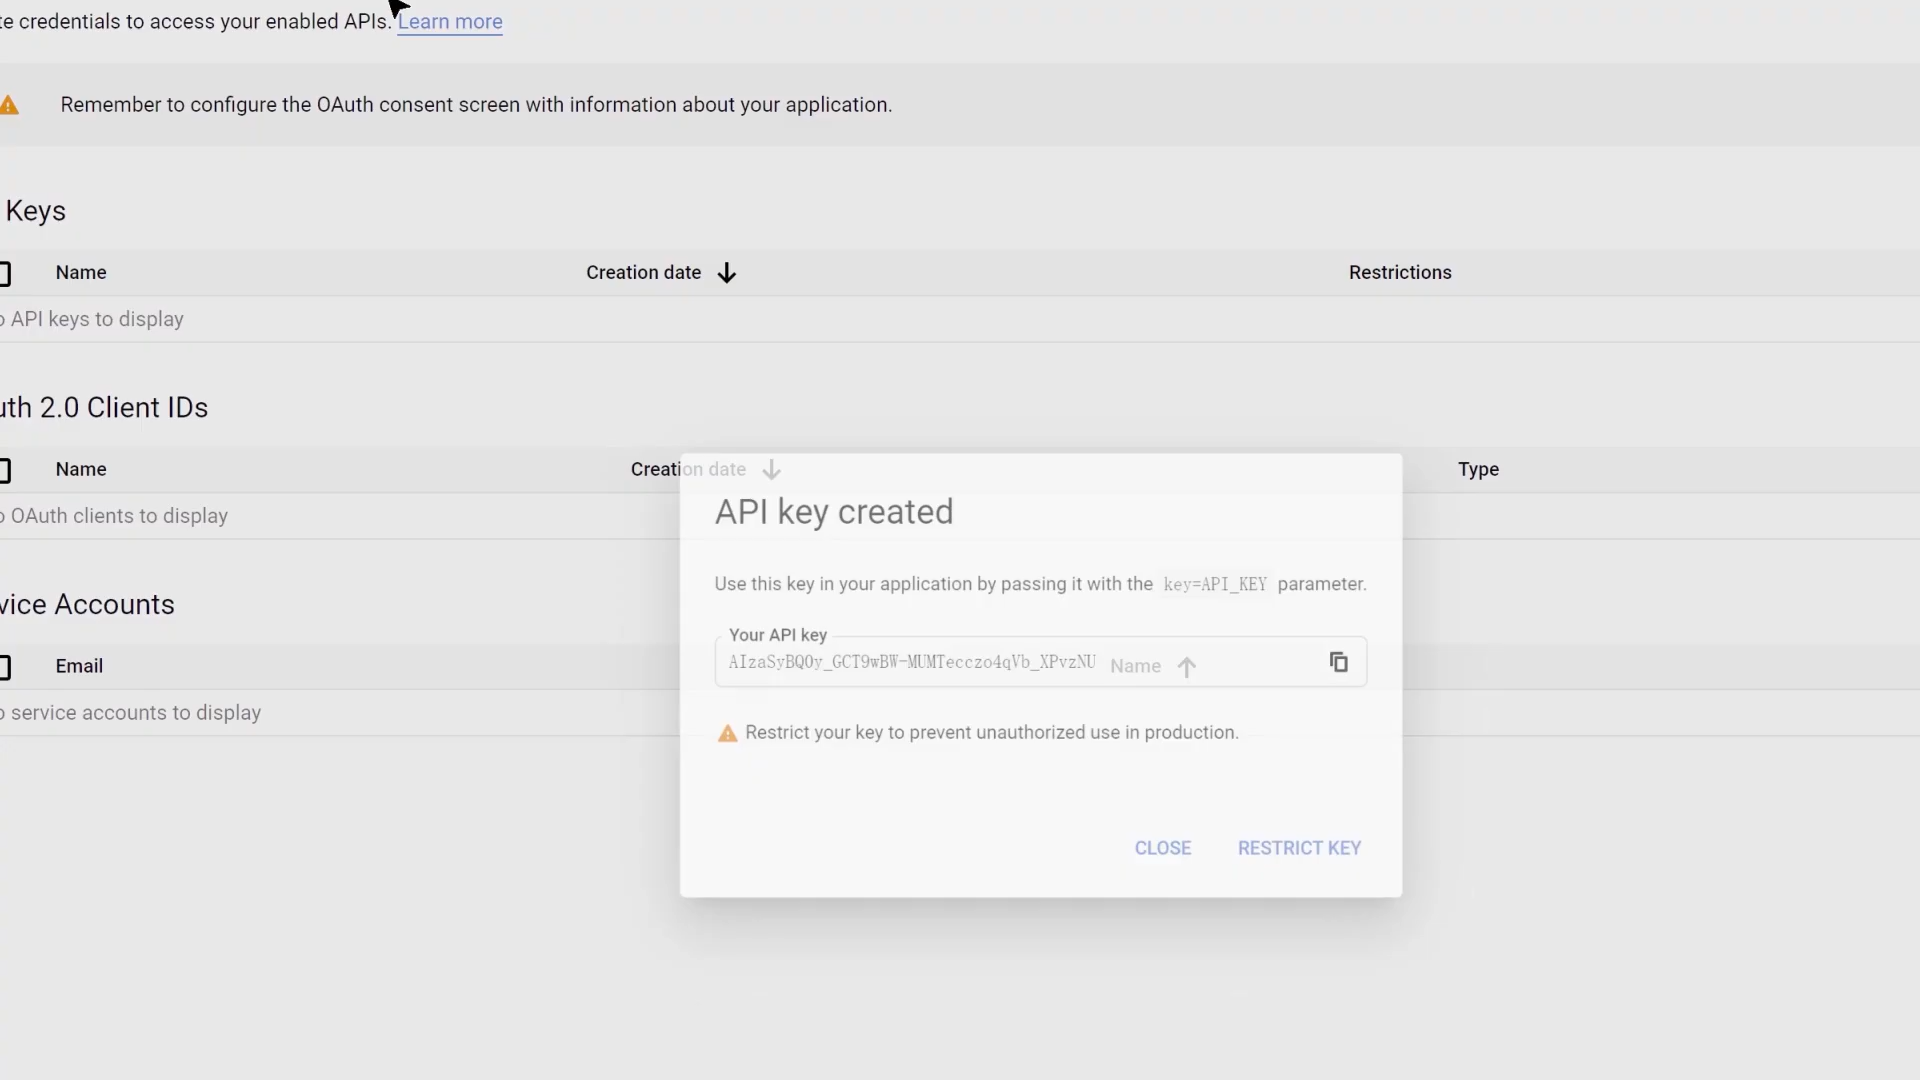 te credentials to access your enabled APIs. Learn more
Remember to configure the OAuth consent screen with information about your application.
Keys
Name Creation date Restrictions
o API keys to display
uth 2.0 Client IDs
Name Creation date Type
o OAuth clients to display
vice Accounts
Email Name
o service accounts to display
API key created
Use this key in your application by passing it with the key=API_KEY parameter.
Your API key
AIzaSyBQ0y_GCT9wBW-MUMTecczo4qVb_XPvzNU
Restrict your key to prevent unauthorized use in production.
CLOSE RESTRICT KEY